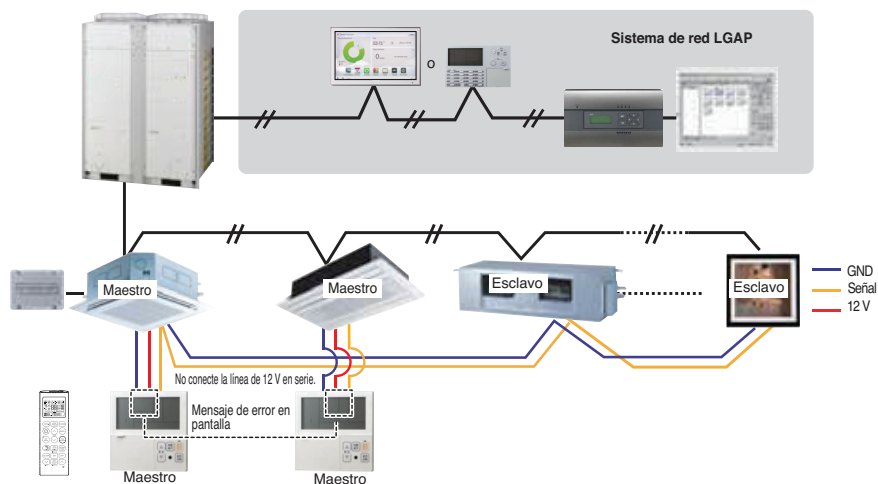 Sistema de red LGAP
o
Maestro
Maestro
Esclavo
Esclavo
GND
Señal
12 V
No conecte la línea de 12 V en serie.
Mensaje de error en
pantalla
Maestro
Maestro